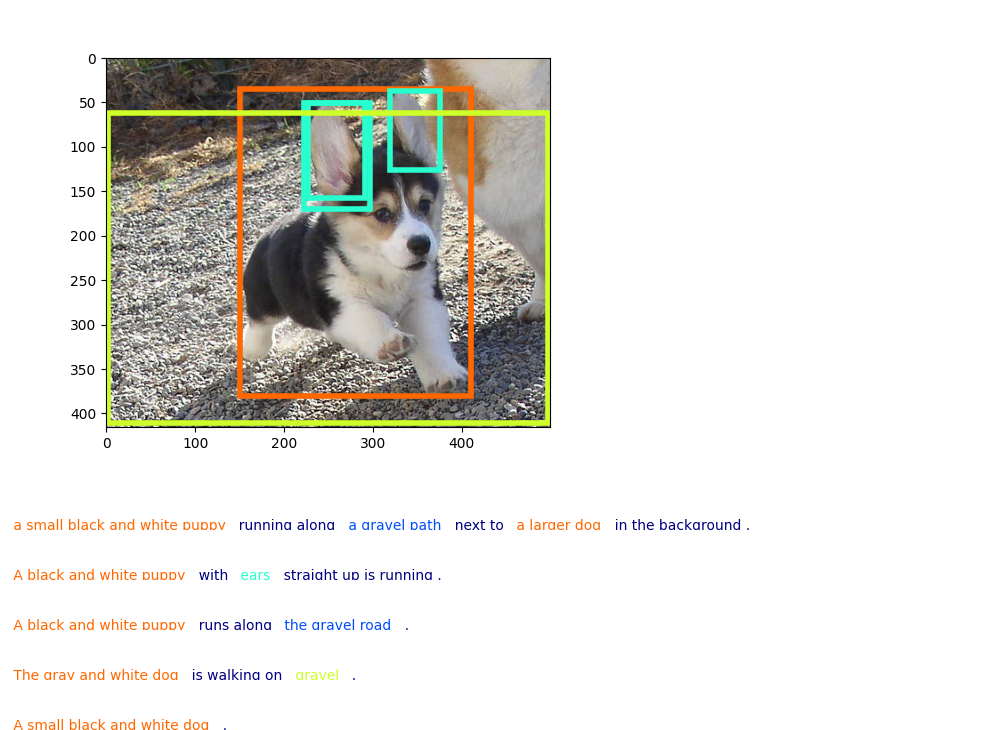 0
50
100
150
200
250
300
350
400
0 100 200 300 400
a small black and white puppy running along a gravel path next to a larger dog in the background .
A black and white puppy with ears straight up is running .
A black and white puppy runs along the gravel road .
The gray and white dog is walking on gravel .
A small black and white dog .